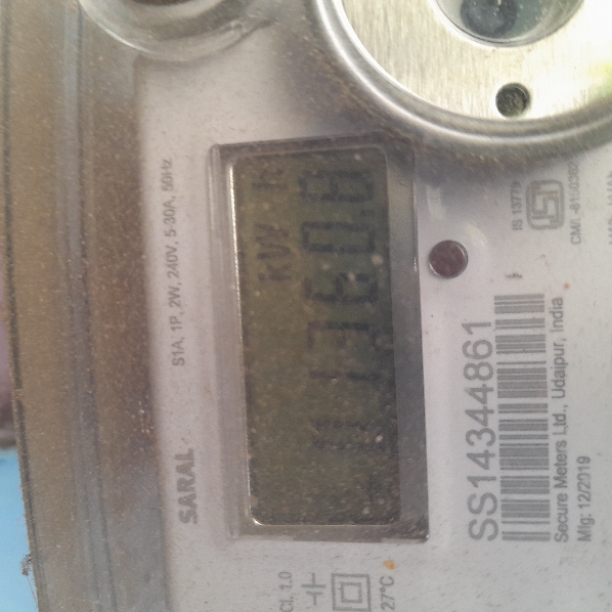 SARAL
S1A, 1P, 2W, 240V, 5-30A, 50Hz
kW h
CL 1.0
27°C
IS 13779
SS14344861
Secure Meters Ltd., Udaipur, India
Mfg: 12/2019